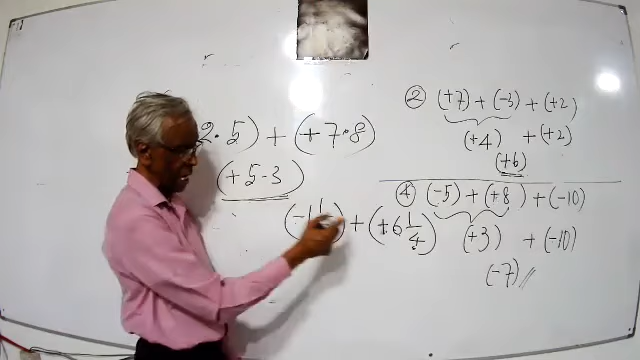 2.5) + (+7.8)
(+5.3)
(-1 + (+6 1/4)
② (+7) + (-3) + (+2)
(+4) + (+2)
(+6)
④ (-5) + (+8) + (-10)
(+3) + (-10)
(-7)